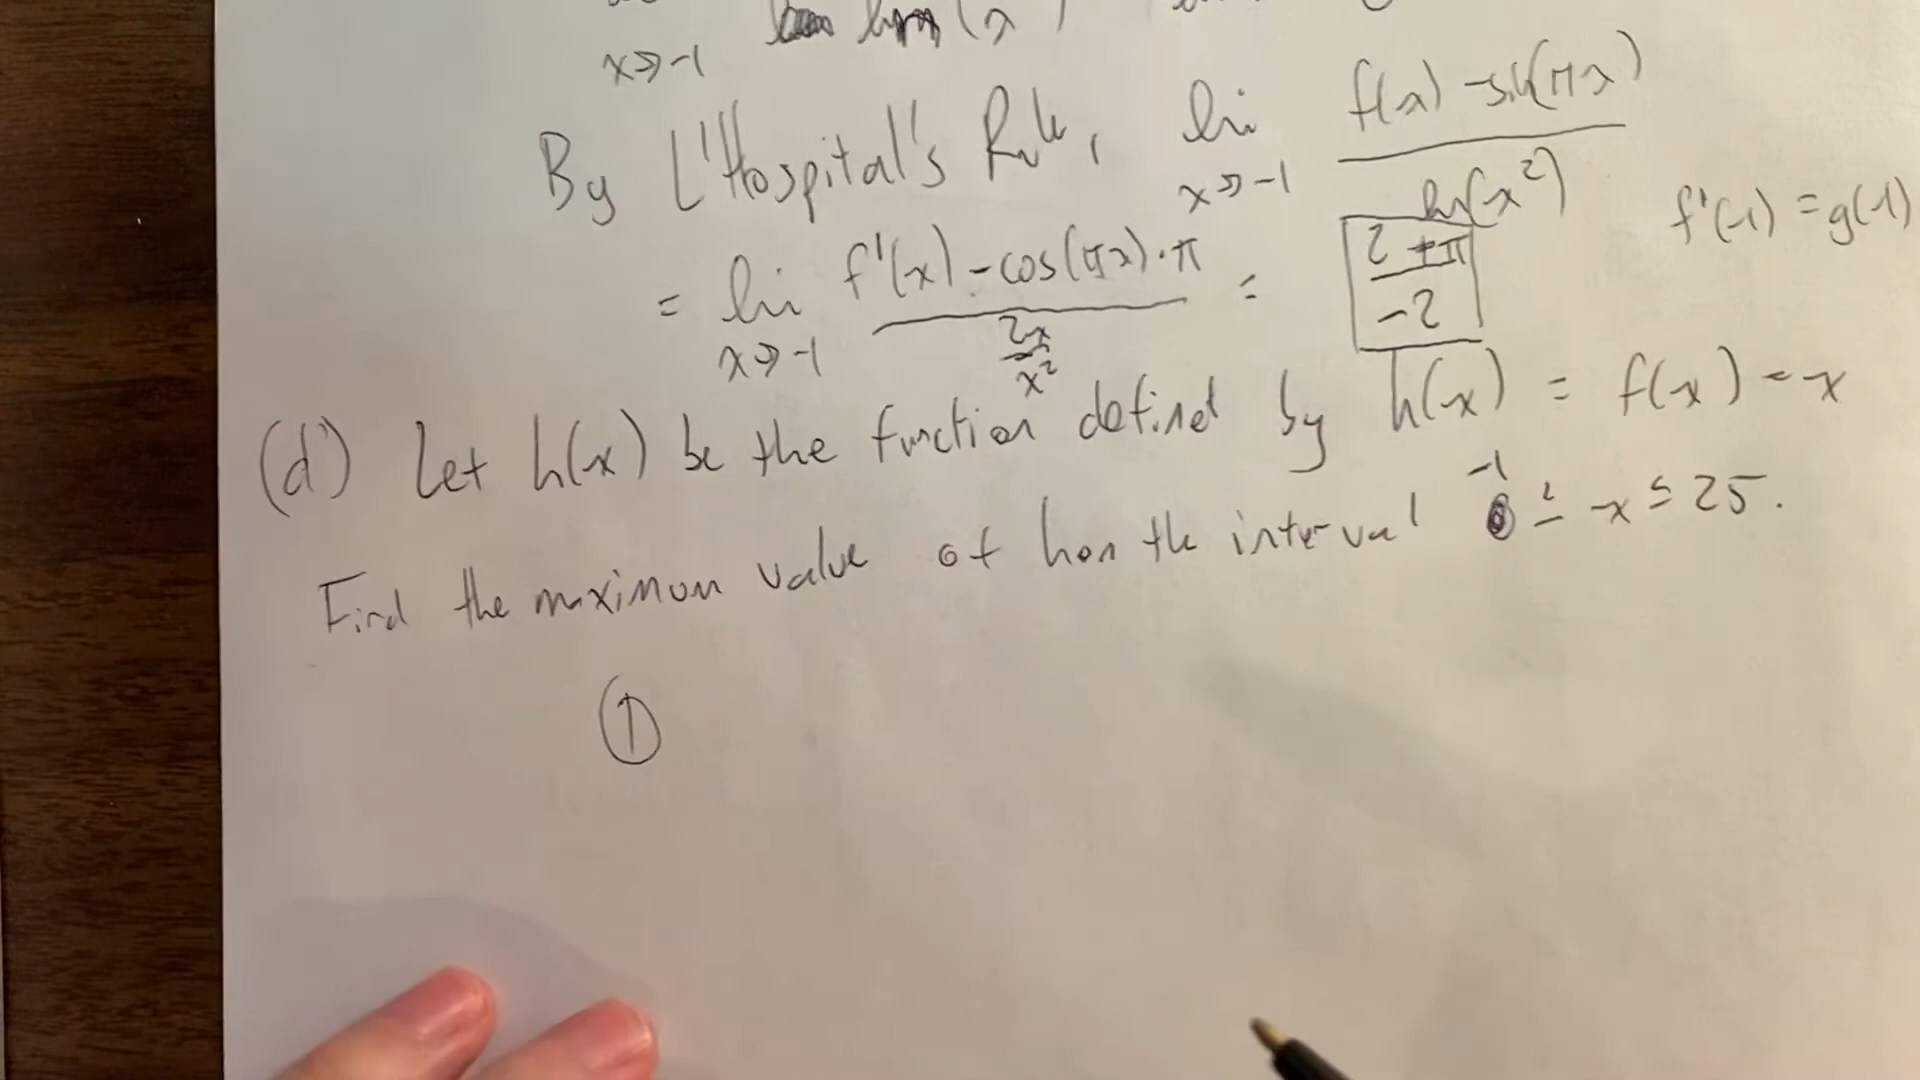 x → -1 (x)
By L'Hospital's Rule, lim x → -1 (f(x) - sin(πx)) / ln(x²)
f'(-1) = g(-1)
= lim x → -1 (f'(x) - cos(πx)·π) / (2x / x²) = (2 + π) / -2
(d) Let h(x) be the function defined by h(x) = f(x) - x
Find the maximum value of h on the interval -1 ≤ x ≤ 25.
①